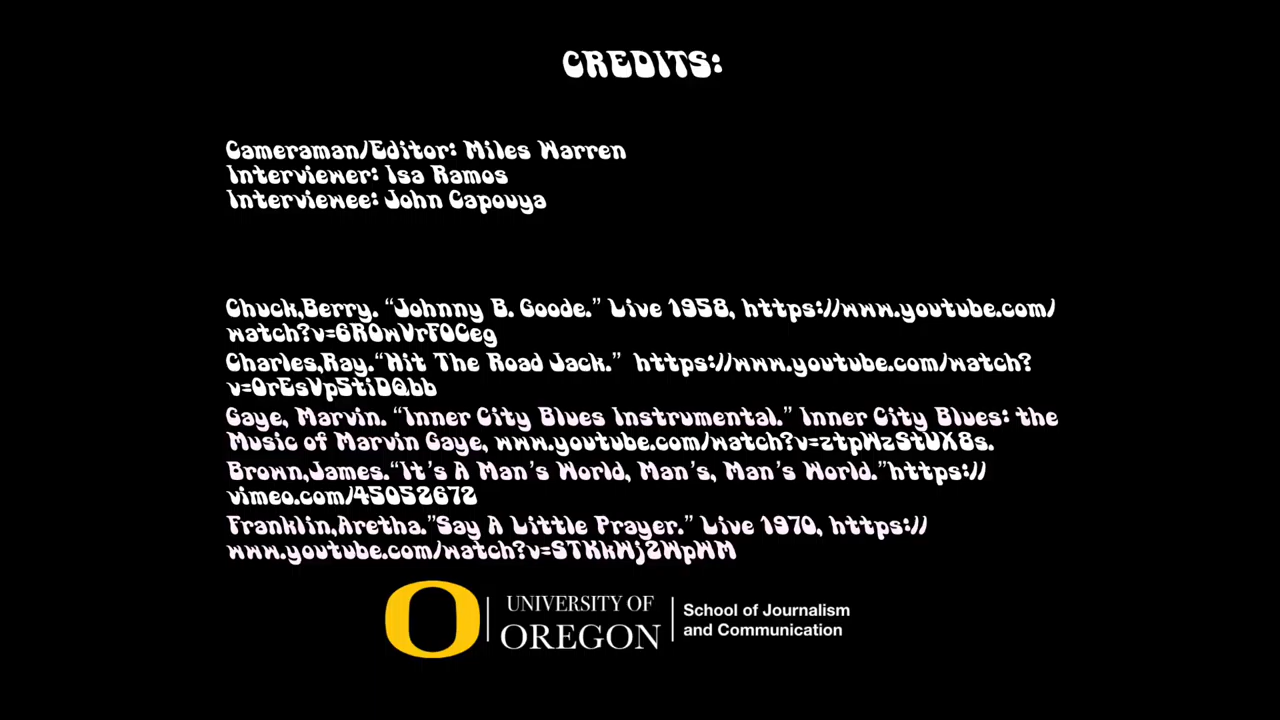 CREDITS:
Cameraman/Editor: Miles Warren
Interviewer: Isa Ramos
Interviewee: John Capouya
Chuck,Berry. “Johnny B. Goode.” Live 1958, https://www.youtube.com/
watch?v=6ROwVrF0Ceg
Charles,Ray.“Hit The Road Jack.” https://www.youtube.com/watch?
v=0rEsVp5tiDQbb
Gaye, Marvin. “Inner City Blues Instrumental.” Inner City Blues: the
Music of Marvin Gaye, www.youtube.com/watch?v=ztpWzStUX8s.
Brown,James.“It’s A Man’s World, Man’s, Man’s World.”https://
vimeo.com/45052672
Franklin,Aretha.”Say A Little Prayer.” Live 1970, https://
www.youtube.com/watch?v=STKkWj2WpWM
O UNIVERSITY OF OREGON School of Journalism and Communication